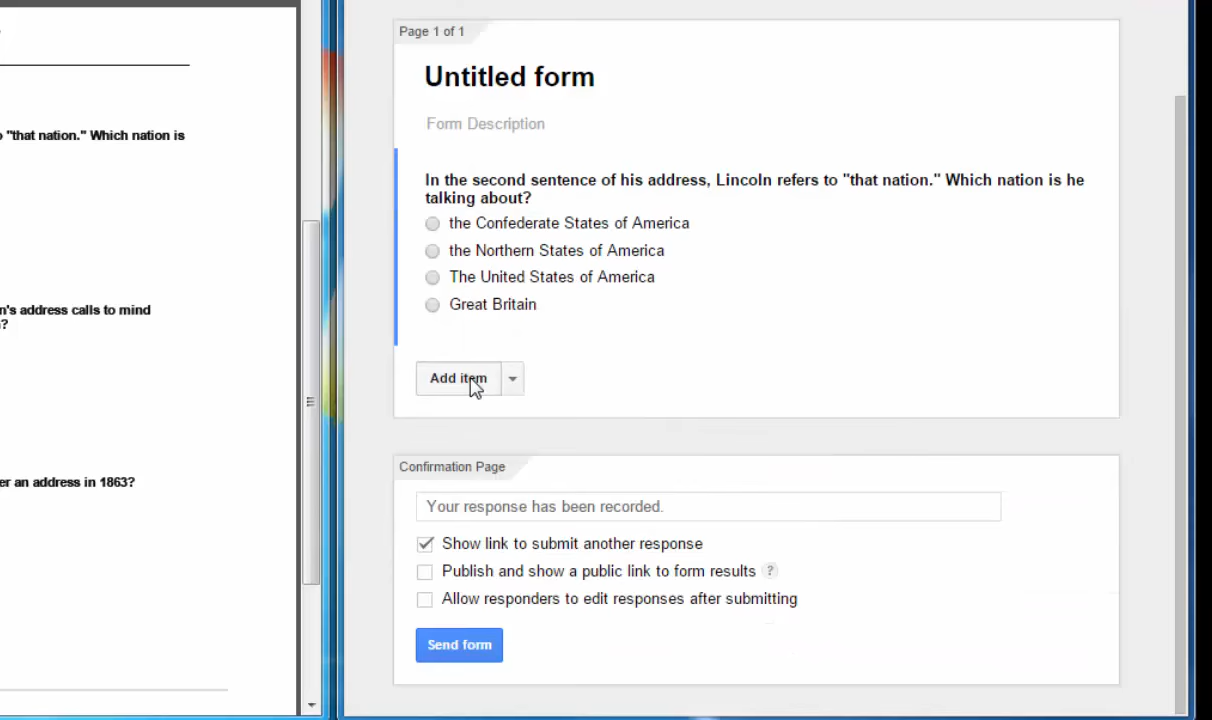 "that nation." Which nation is
n's address calls to mind
?
er an address in 1863?
Page 1 of 1
Untitled form
Form Description
In the second sentence of his address, Lincoln refers to "that nation." Which nation is he
talking about?
the Confederate States of America
the Northern States of America
The United States of America
Great Britain
Add item
Confirmation Page
Your response has been recorded.
Show link to submit another response
Publish and show a public link to form results ?
Allow responders to edit responses after submitting
Send form